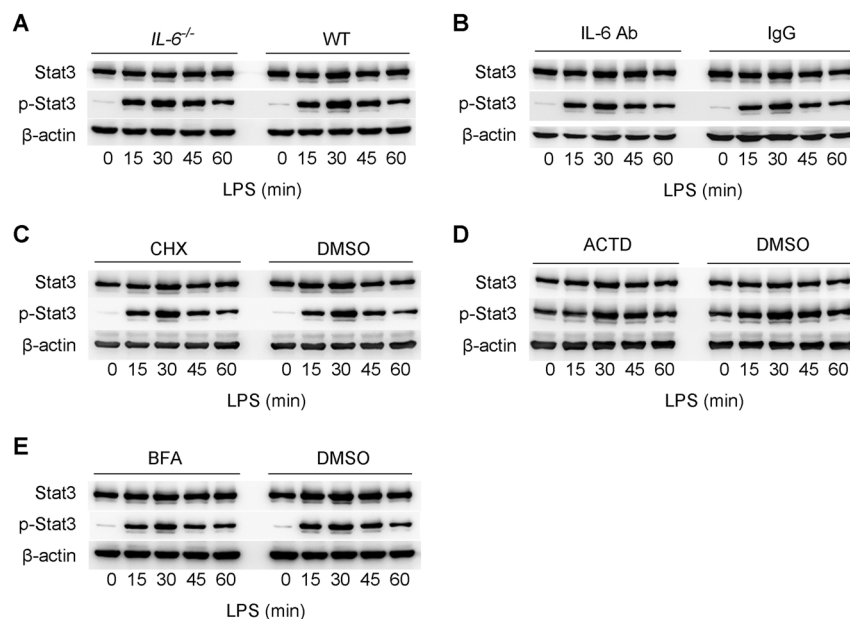 A
IL-6-/- WT
Stat3
p-Stat3
β-actin
0 15 30 45 60 0 15 30 45 60
LPS (min)
B
IL-6 Ab IgG
Stat3
p-Stat3
β-actin
0 15 30 45 60 0 15 30 45 60
LPS (min)
C
CHX DMSO
Stat3
p-Stat3
β-actin
0 15 30 45 60 0 15 30 45 60
LPS (min)
D
ACTD DMSO
Stat3
p-Stat3
β-actin
0 15 30 45 60 0 15 30 45 60
LPS (min)
E
BFA DMSO
Stat3
p-Stat3
β-actin
0 15 30 45 60 0 15 30 45 60
LPS (min)